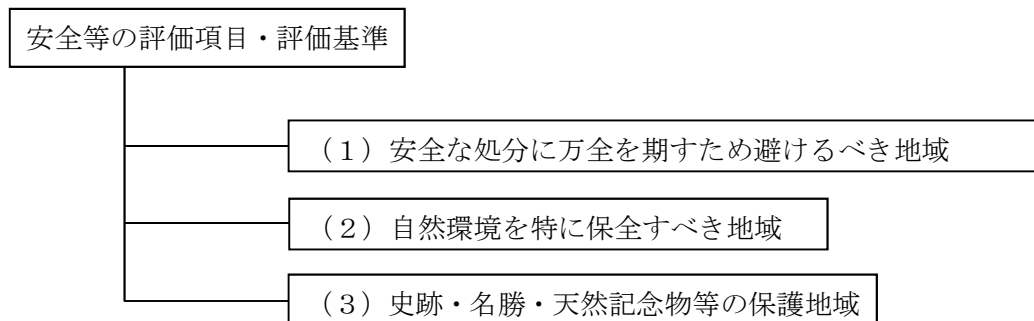 安全等の評価項目・評価基準
（１）安全な処分に万全を期すため避けるべき地域
（２）自然環境を特に保全すべき地域
（３）史跡・名勝・天然記念物等の保護地域